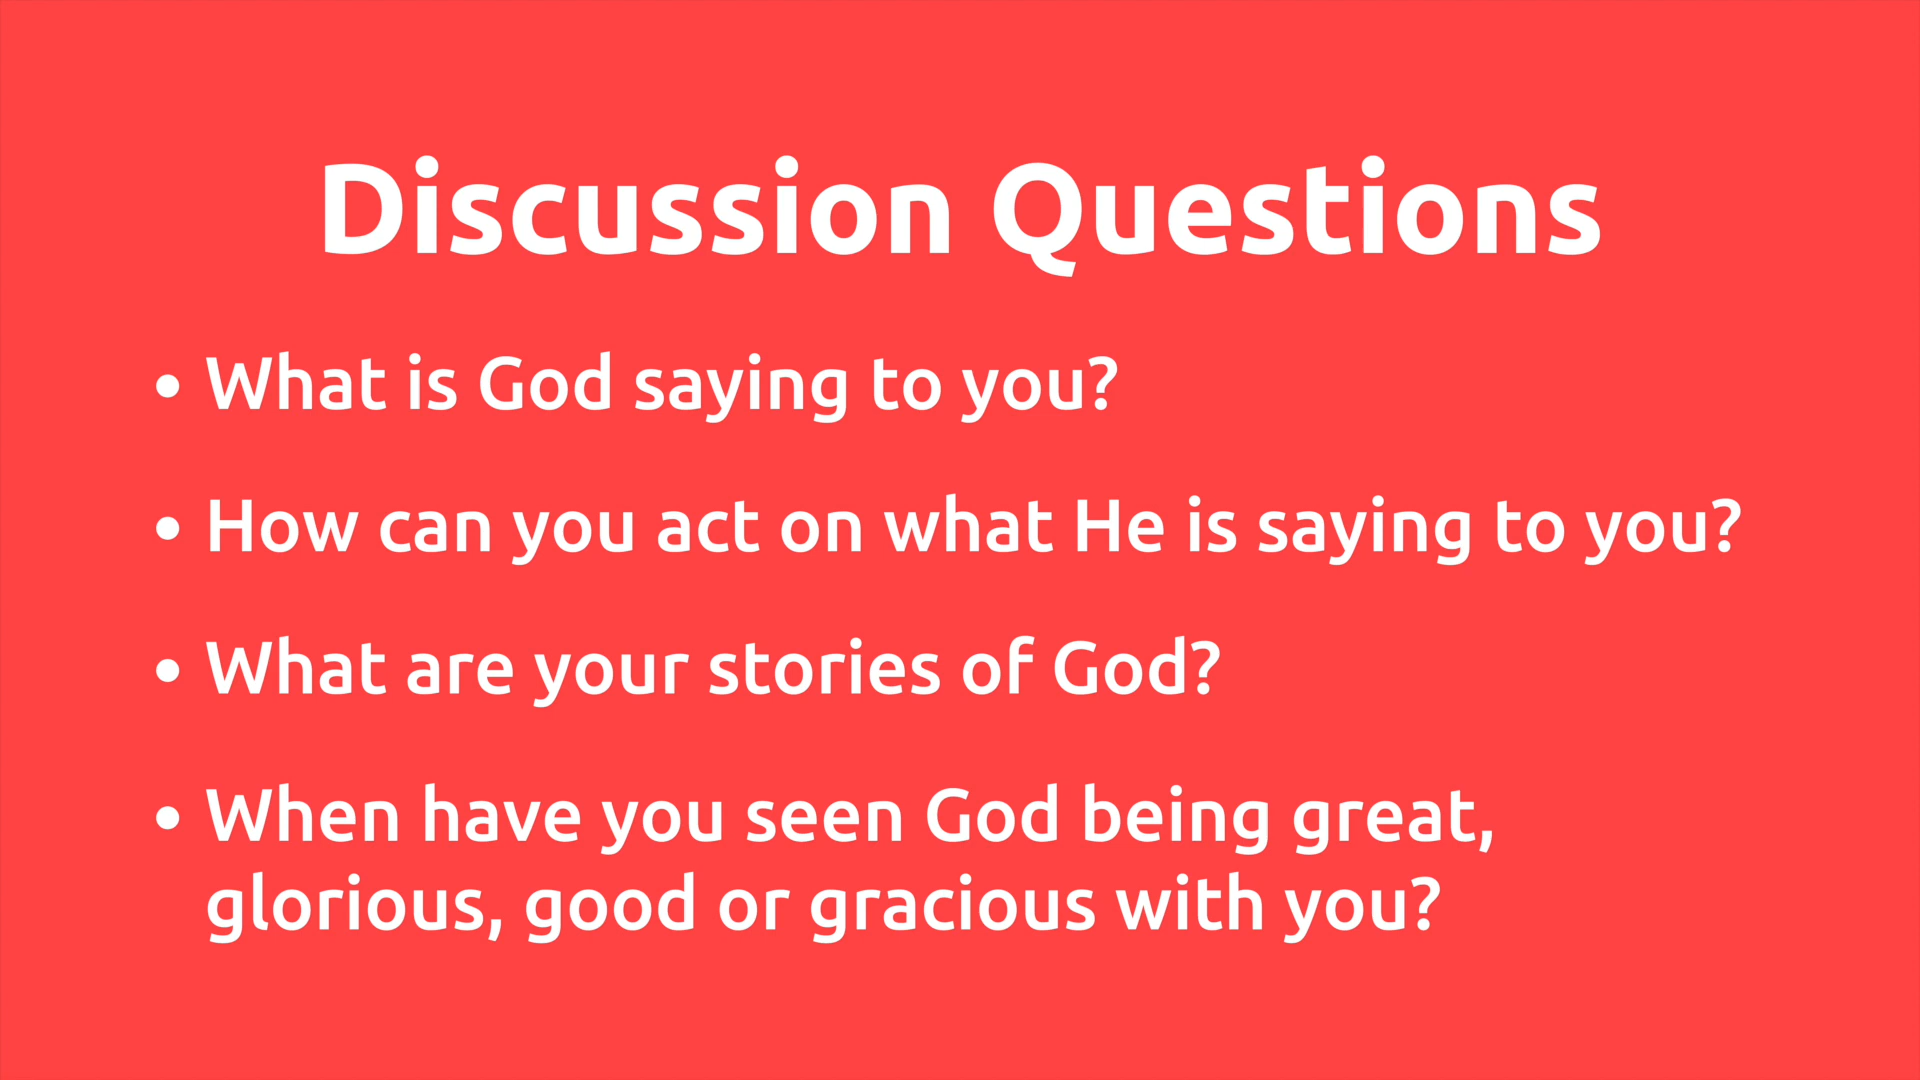 Discussion Questions
• What is God saying to you?
• How can you act on what He is saying to you?
• What are your stories of God?
• When have you seen God being great,
glorious, good or gracious with you?